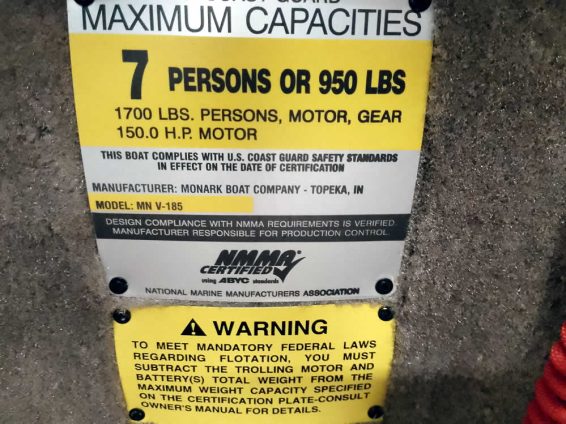 COAST GUARD
MAXIMUM CAPACITIES
7 PERSONS OR 950 LBS
1700 LBS. PERSONS, MOTOR, GEAR
150.0 H.P. MOTOR
THIS BOAT COMPLIES WITH U.S. COAST GUARD SAFETY STANDARDS
IN EFFECT ON THE DATE OF CERTIFICATION
MANUFACTURER: MONARK BOAT COMPANY - TOPEKA, IN
MODEL: MN V-185
DESIGN COMPLIANCE WITH NMMA REQUIREMENTS IS VERIFIED.
MANUFACTURER RESPONSIBLE FOR PRODUCTION CONTROL.
NMMA
CERTIFIED
using ABYC standards
NATIONAL MARINE MANUFACTURERS ASSOCIATION
WARNING
TO MEET MANDATORY FEDERAL LAWS
REGARDING FLOTATION, YOU MUST
SUBTRACT THE TROLLING MOTOR AND
BATTERY(S) TOTAL WEIGHT FROM THE
MAXIMUM WEIGHT CAPACITY SPECIFIED
ON THE CERTIFICATION PLATE-CONSULT
OWNER'S MANUAL FOR DETAILS.